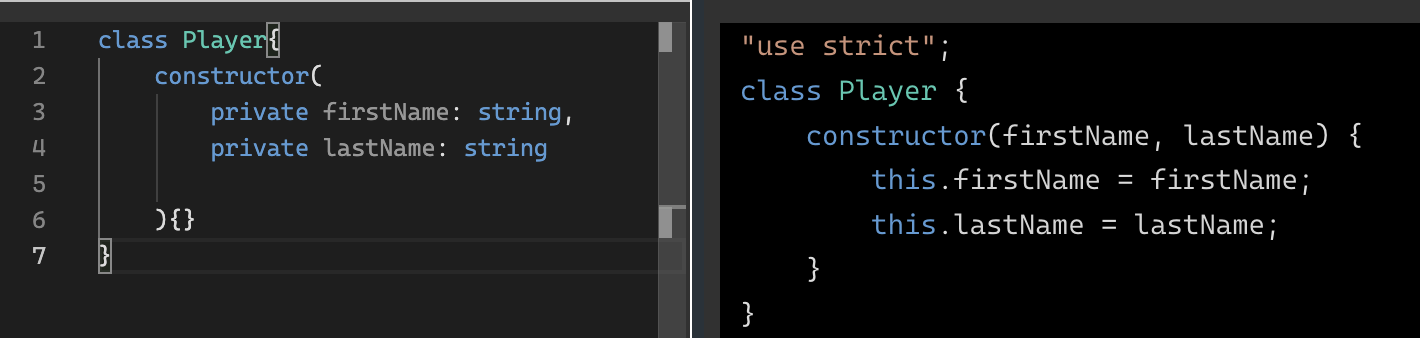 1 class Player{
2 constructor(
3 private firstName: string,
4 private lastName: string
5
6 ){}
7 }
"use strict";
class Player {
constructor(firstName, lastName) {
this.firstName = firstName;
this.lastName = lastName;
}
}